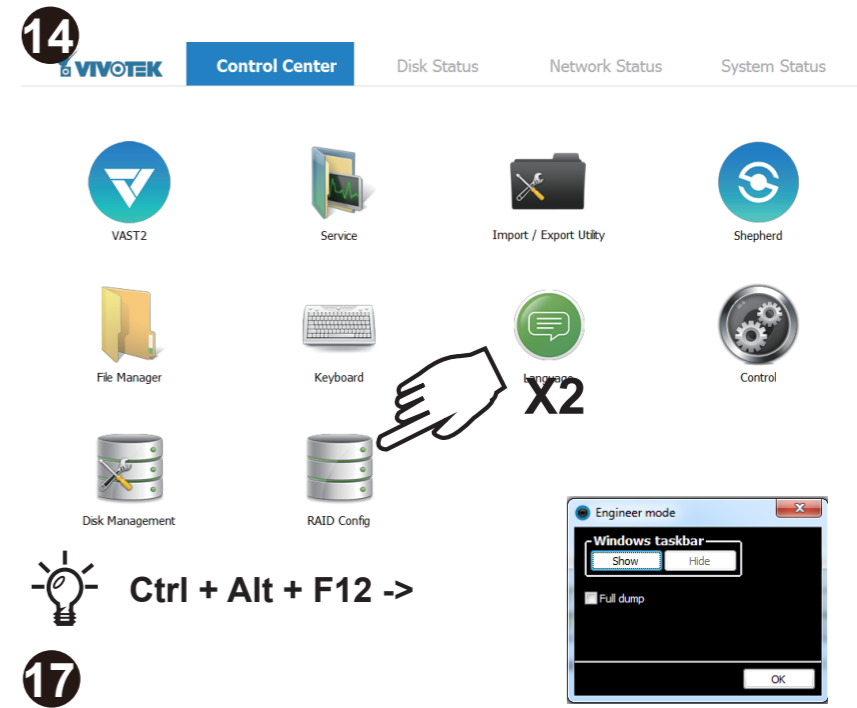 14
VIVOTEK Control Center Disk Status Network Status System Status
VAST2 Service Import / Export Utility Shepherd
File Manager Keyboard Language Control
X2
Disk Management RAID Config
Engineer mode
Windows taskbar
Show Hide
Full dump
Ctrl + Alt + F12 ->
OK
17